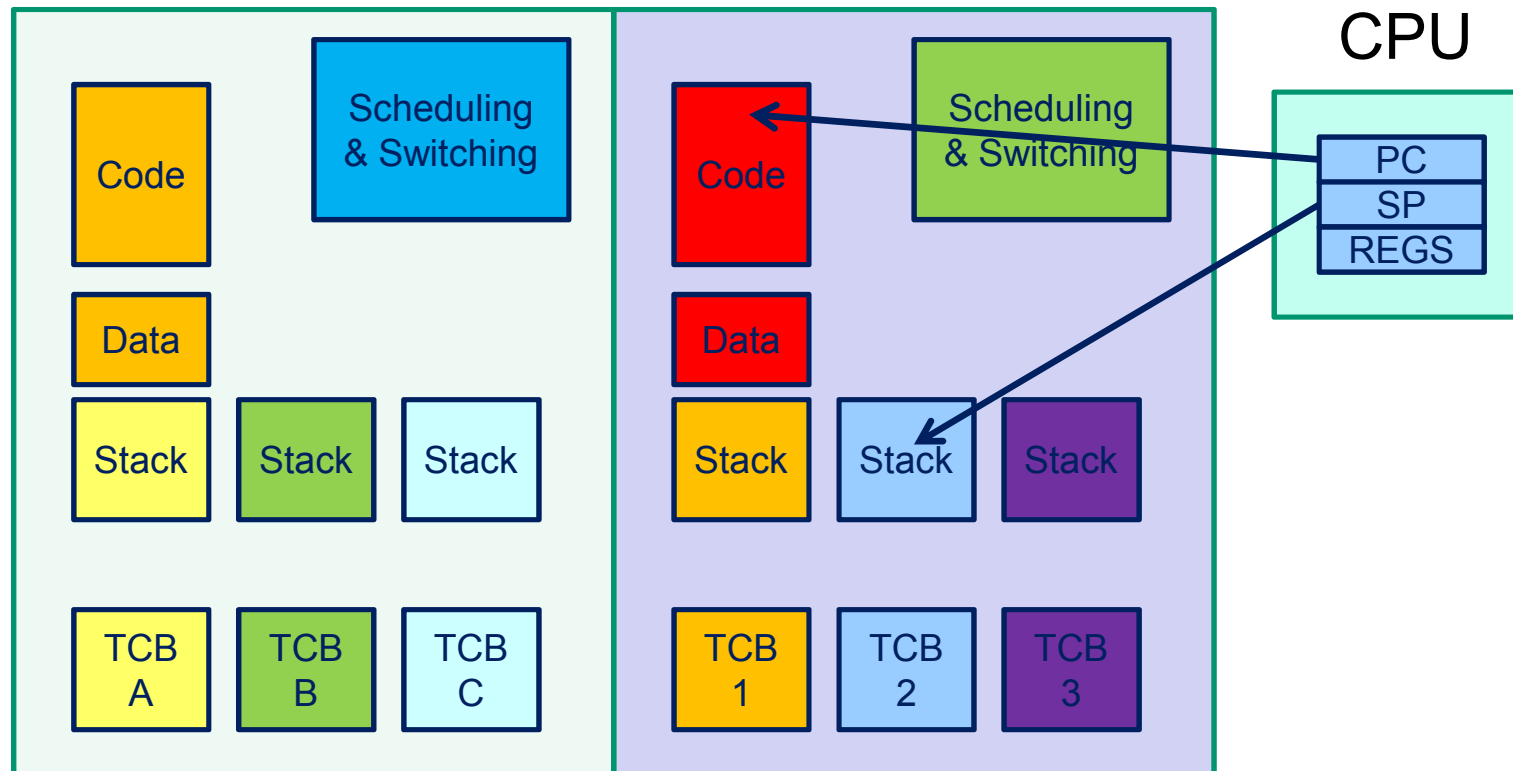 CPU
Scheduling
& Switching
Code
Data
Stack
Stack
Stack
TCB
A
TCB
B
TCB
C
Scheduling
& Switching
Code
Data
Stack
Stack
Stack
TCB
1
TCB
2
TCB
3
PC
SP
REGS